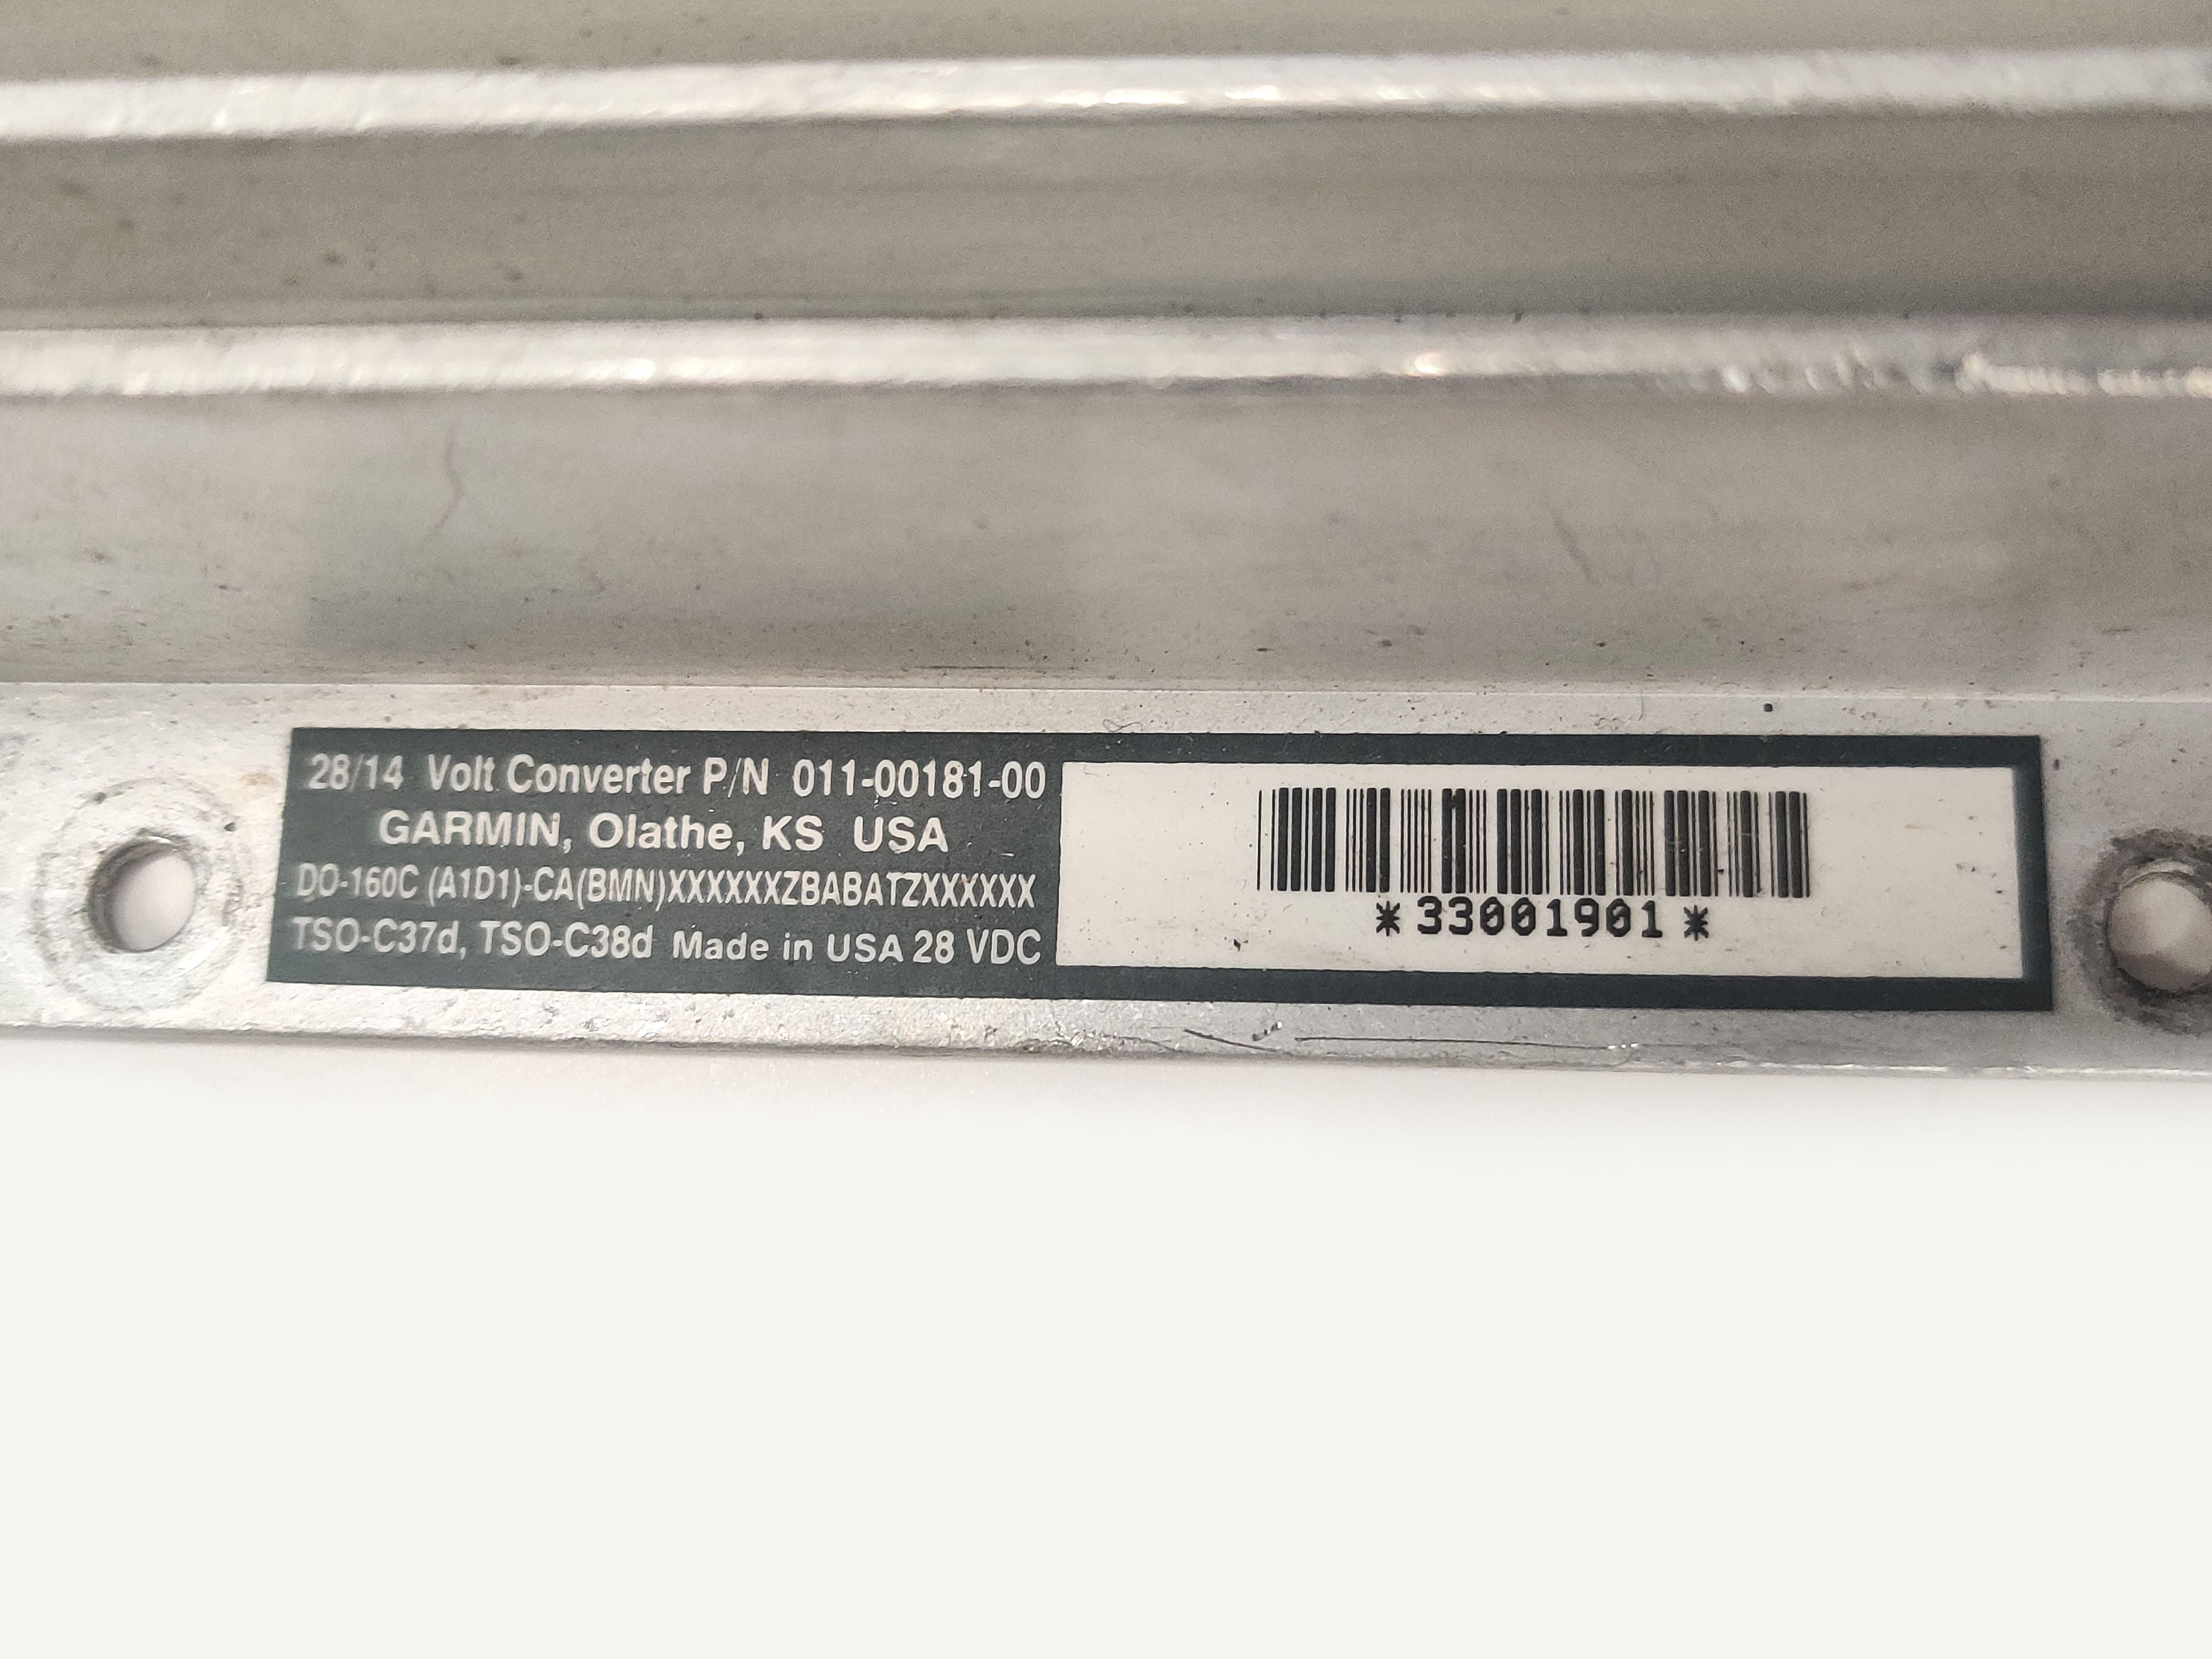 28/14 Volt Converter P/N 011-00181-00
GARMIN, Olathe, KS USA
DO-160C (A1D1)-CA(BMN)XXXXXXZBABATZXXXXXX
TSO-C37d, TSO-C38d Made in USA 28 VDC
*33001901*